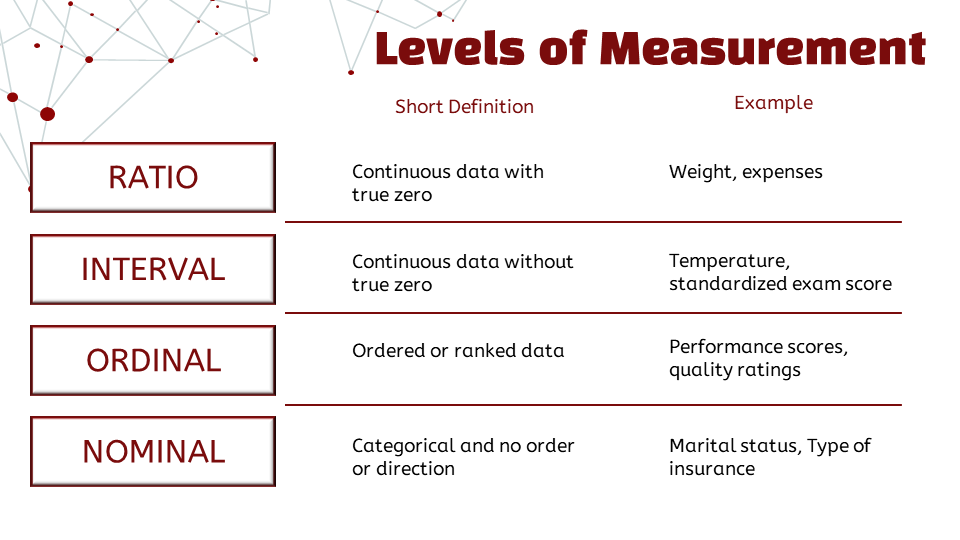 Levels of Measurement
Short Definition
Example
RATIO
Continuous data with
true zero
Weight, expenses
INTERVAL
Continuous data without
true zero
Temperature,
standardized exam score
ORDINAL
Ordered or ranked data
Performance scores,
quality ratings
NOMINAL
Categorical and no order
or direction
Marital status, Type of
insurance